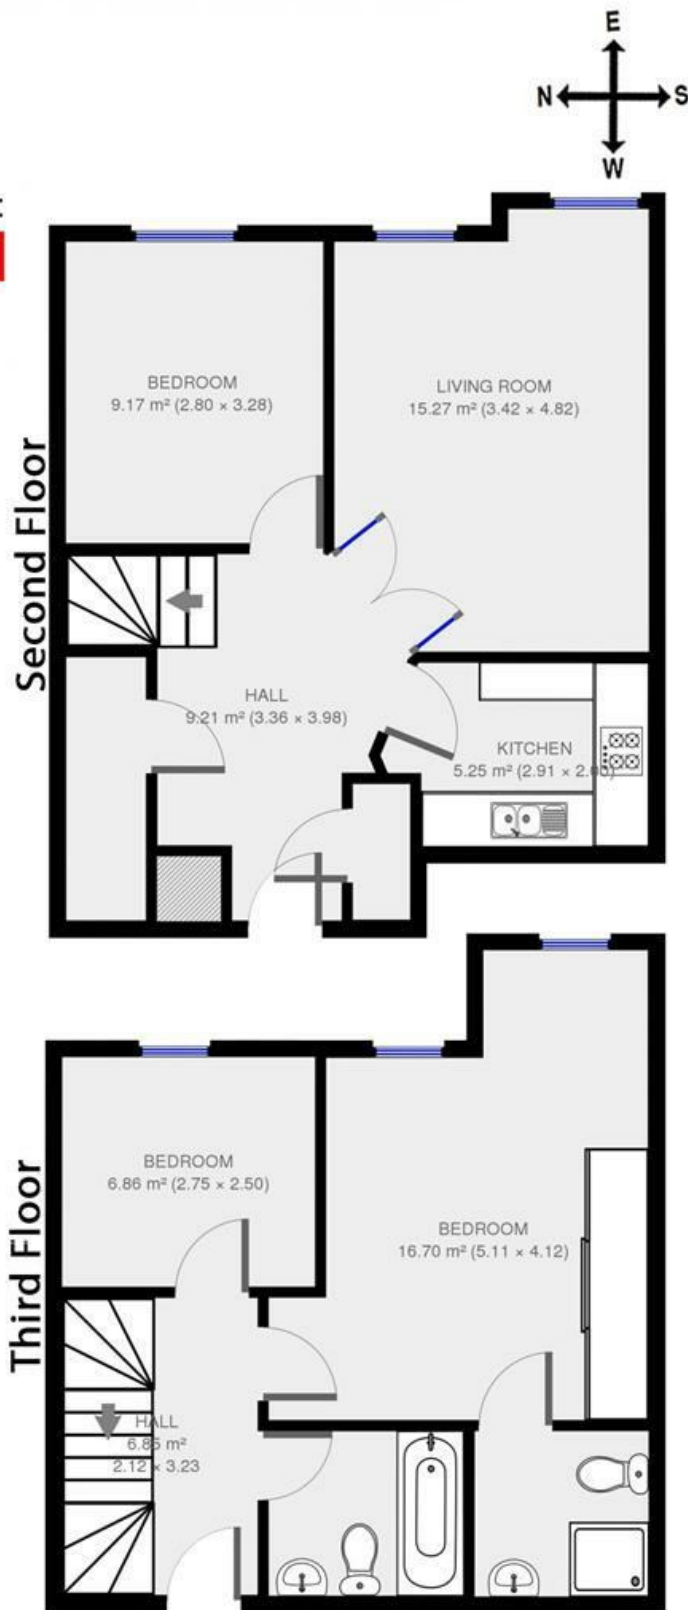 E
N S
W
Second Floor
BEDROOM
9.17 m² (2.80 × 3.28)
LIVING ROOM
15.27 m² (3.42 × 4.82)
HALL
9.21 m² (3.36 × 3.98)
KITCHEN
5.25 m² (2.91 ×
Third Floor
BEDROOM
6.86 m² (2.75 × 2.50)
BEDROOM
16.70 m² (5.11 × 4.12)
HALL
6.85 m²
2.12 × 3.23